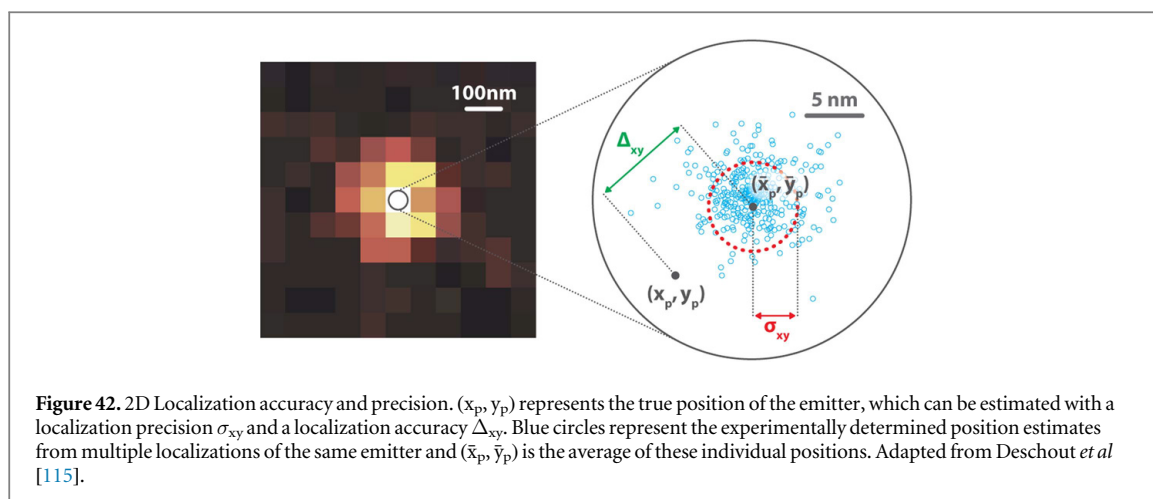 100nm
5 nm
Δxy
(x̄p, ȳp)
(xp, yp)
σxy
Figure 42. 2D Localization accuracy and precision. (xp, yp) represents the true position of the emitter, which can be estimated with a
localization precision σxy and a localization accuracy Δxy. Blue circles represent the experimentally determined position estimates
from multiple localizations of the same emitter and (x̄p, ȳp) is the average of these individual positions. Adapted from Deschout et al
[115].